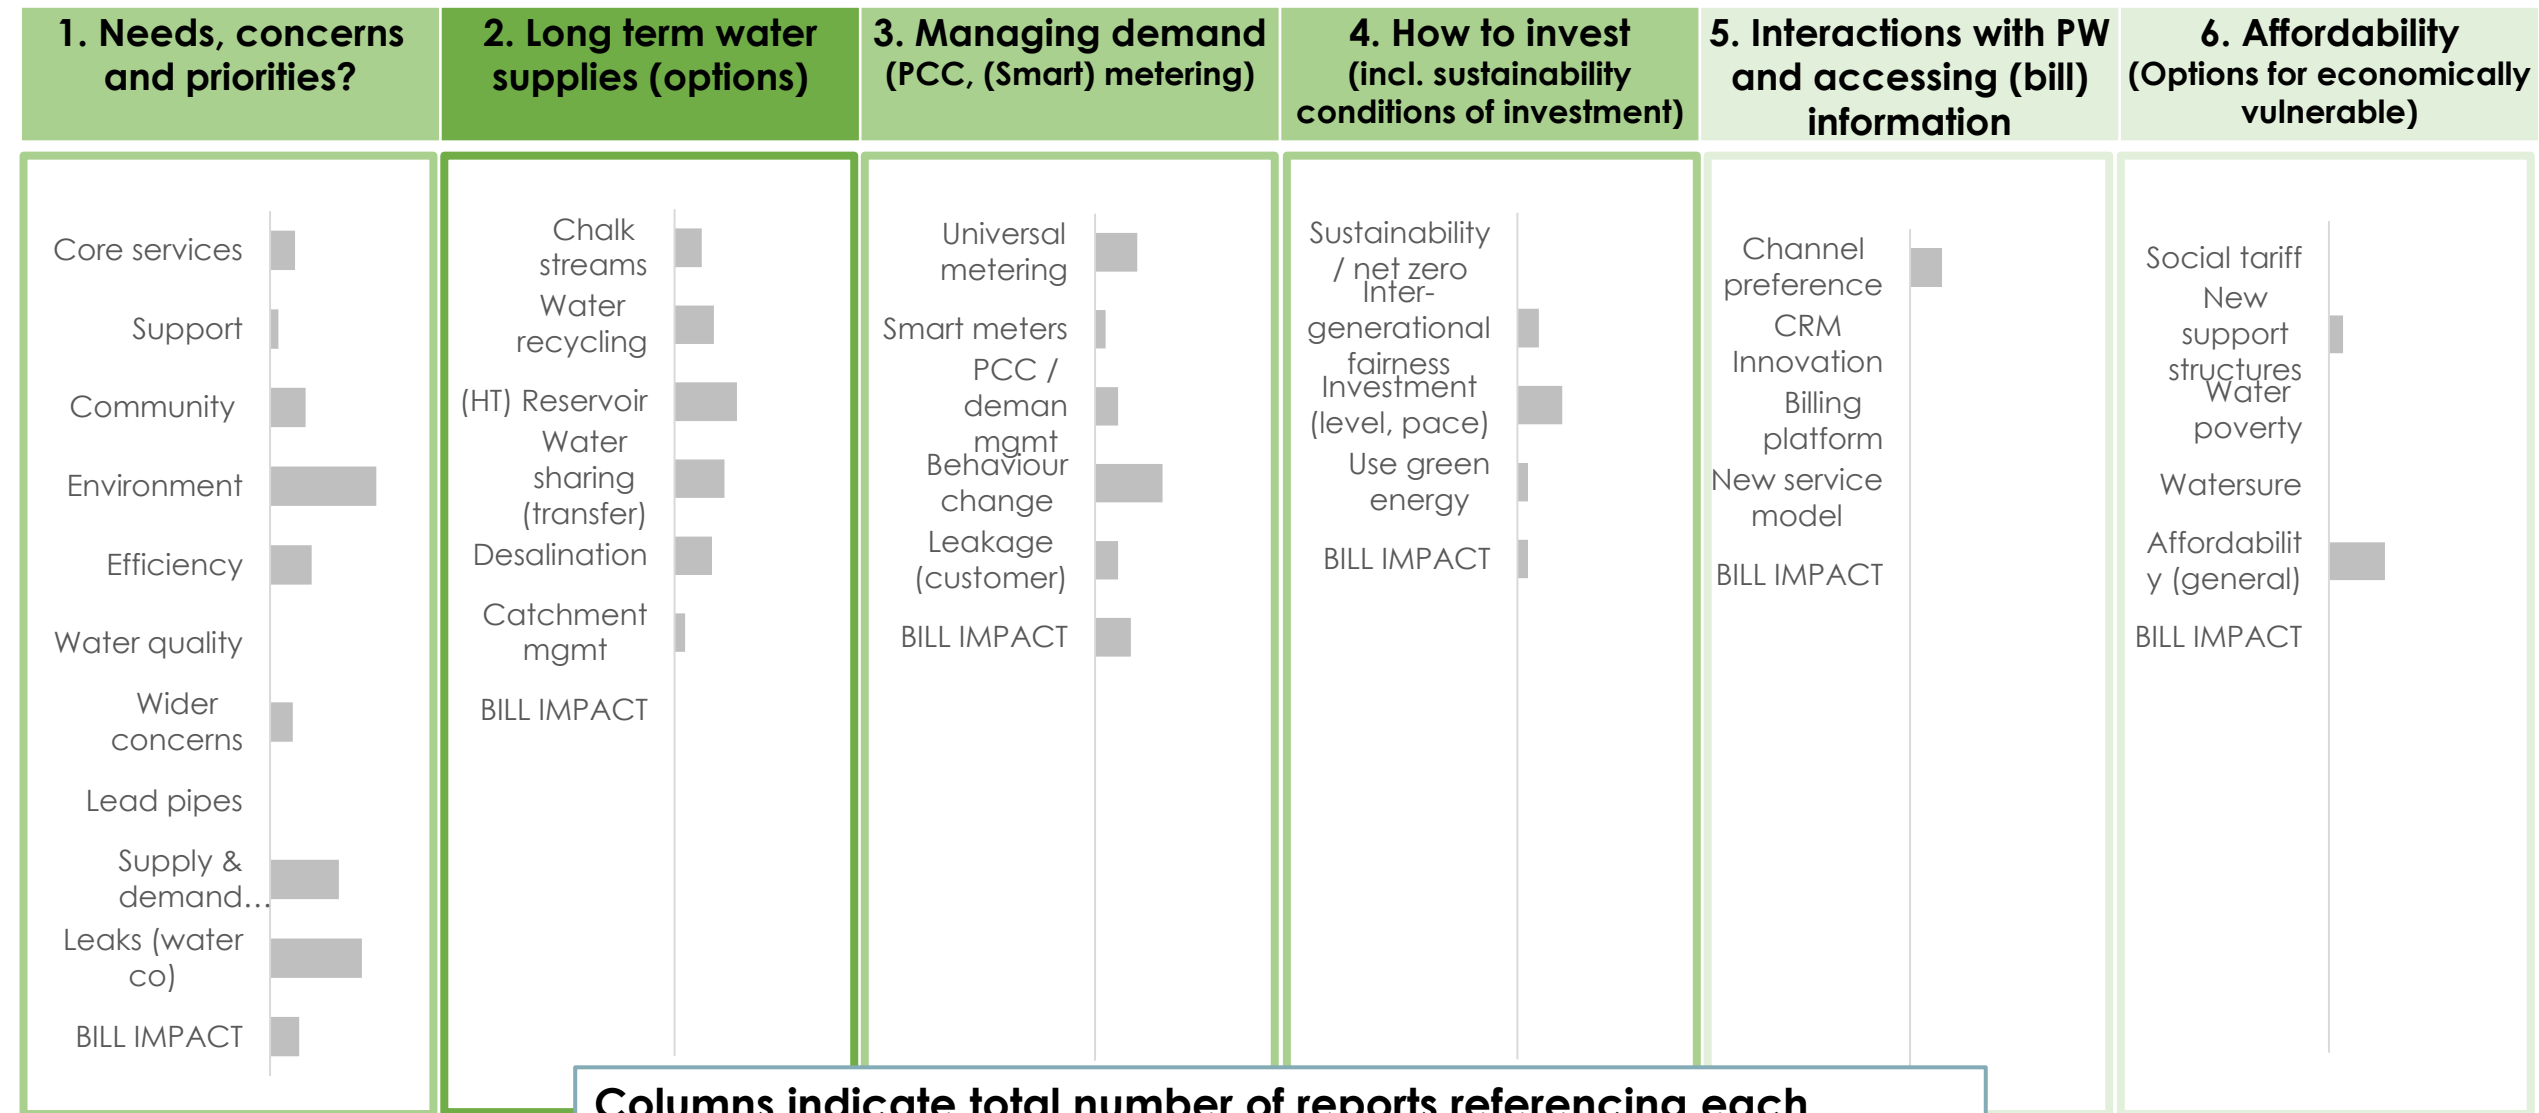 1. Needs, concerns
and priorities?
2. Long term water
supplies (options)
3. Managing demand
(PCC, (Smart) metering)
4. How to invest
(incl. sustainability
conditions of investment)
5. Interactions with PW
and accessing (bill)
information
6. Affordability
(Options for economically
vulnerable)
Core services
Support
Community
Environment
Efficiency
Water quality
Wider
concerns
Lead pipes
Supply &
demand…
Leaks (water
co)
BILL IMPACT
Chalk
streams
Water
recycling
(HT) Reservoir
Water
sharing
(transfer)
Desalination
Catchment
mgmt
BILL IMPACT
Universal
metering
Smart meters
PCC /
deman
mgmt
Behaviour
change
Leakage
(customer)
BILL IMPACT
Sustainability
/ net zero
Inter-
generational
fairness
Investment
(level, pace)
Use green
energy
BILL IMPACT
Channel
preference
CRM
Innovation
Billing
platform
New service
model
BILL IMPACT
Social tariff
New
support
structures
Water
poverty
Watersure
Affordabilit
y (general)
BILL IMPACT
Columns indicate total number of reports referencing each